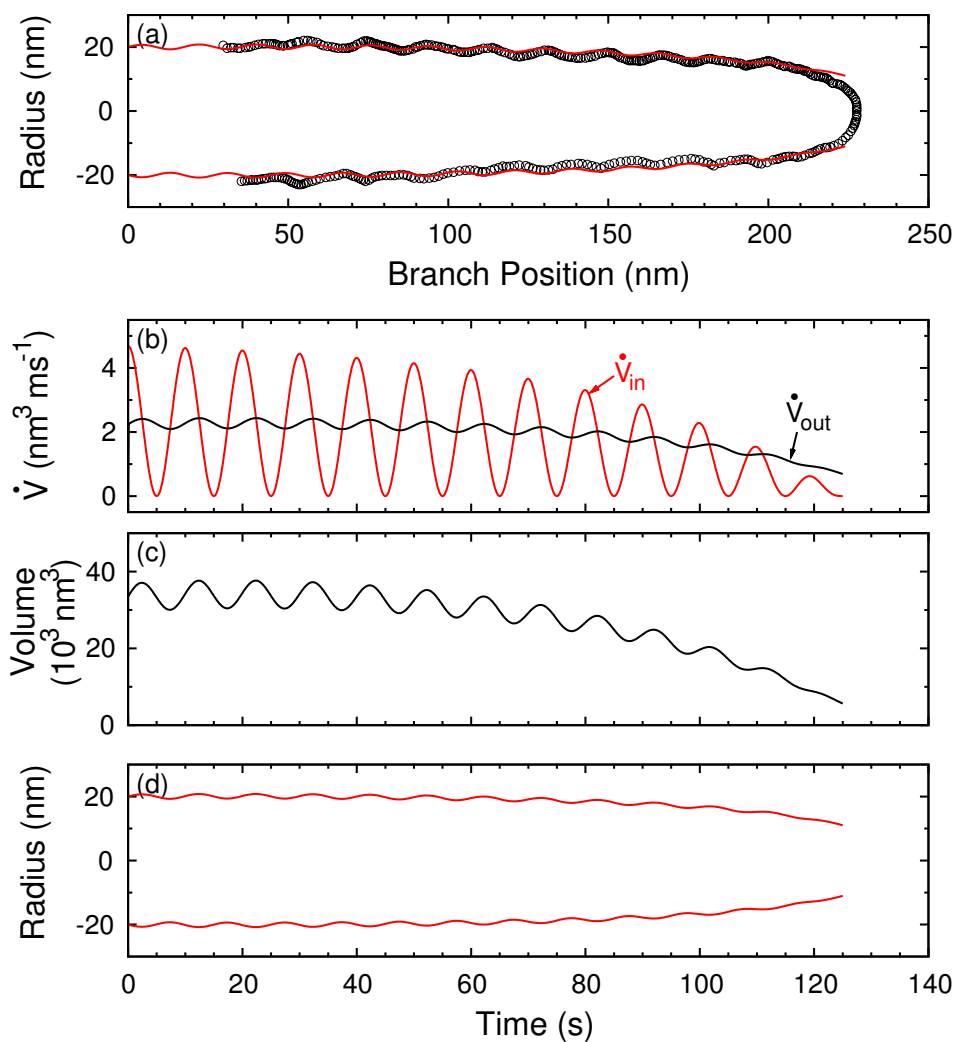 (a)
Radius (nm)
20
0
-20
0 50 100 150 200 250
Branch Position (nm)
(b)
V̇ (nm³ ms⁻¹)
4
2
0
V̇in
V̇out
(c)
Volume
(10³ nm³)
40
20
0
(d)
Radius (nm)
20
0
-20
0 20 40 60 80 100 120 140
Time (s)